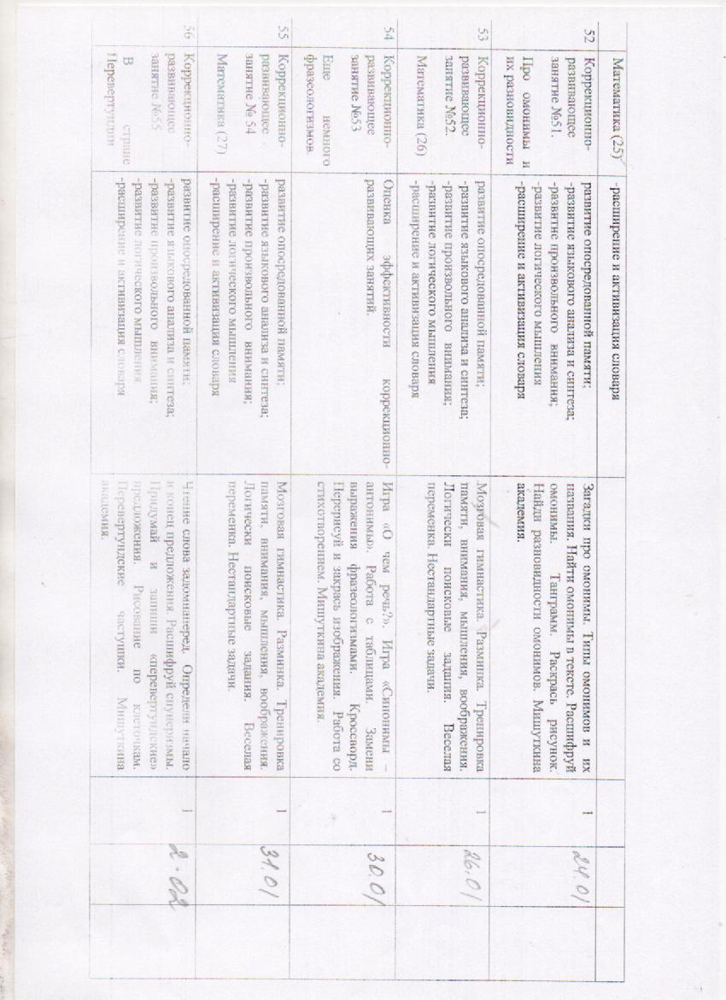 Математика (25)
-расширение и активизация словаря
52
Коррекционно-
развивающее
занятие №51.
Про омонимы и
их разновидности
развитие опосредованной памяти;
-развитие языкового анализа и синтеза;
-развитие произвольного внимания;
-развитие логического мышления
-расширение и активизация словаря
Загадки про омонимы. Типы омонимов и их
названия. Найти омонимы в тексте. Расшифруй
омонимы. Танграмм. Раскрась рисунок.
Найди разновидности омонимов. Мишуткина
академия.
1
24.01
53
Коррекционно-
развивающее
занятие №52.
Математика (26)
развитие опосредованной памяти;
-развитие языкового анализа и синтеза;
-развитие произвольного внимания;
-развитие логического мышления
-расширение и активизация словаря
Мозговая гимнастика. Разминка. Тренировка
памяти, внимания, мышления, воображения.
Логически поисковые задания. Веселая
переменка. Нестандартные задачи.
1
26.01
54
Коррекционно-
развивающее
занятие №53
Еще немного
фразеологизмов.
Оценка эффективности коррекционно-
развивающих занятий.
Игра «О чем речь?». Игра «Синонимы –
антонимы». Работа с таблицами. Замени
выражения фразеологизмами. Кроссворд.
Перерисуй и закрась изображения. Работа со
стихотворением. Мишуткина академия.
1
30.01
55
Коррекционно-
развивающее
занятие № 54
Математика (27)
развитие опосредованной памяти;
-развитие языкового анализа и синтеза;
-развитие произвольного внимания;
-развитие логического мышления
-расширение и активизация словаря
Мозговая гимнастика. Разминка. Тренировка
памяти, внимания, мышления, воображения.
Логически поисковые задания. Веселая
переменка. Нестандартные задачи.
1
31.01
56
Коррекционно-
развивающее
занятие №55
В стране
Перевертундии
развитие опосредованной памяти;
-развитие языкового анализа и синтеза;
-развитие произвольного внимания;
-развитие логического мышления
-расширение и активизация словаря
Чтение слова задомнаперед. Определи начало
и конец предложения. Расшифруй спунеризмы.
Придумай и запиши «перевертундские»
предложения. Рисование по клеточкам.
Перевертундские частушки. Мишуткина
академия.
1
2.02